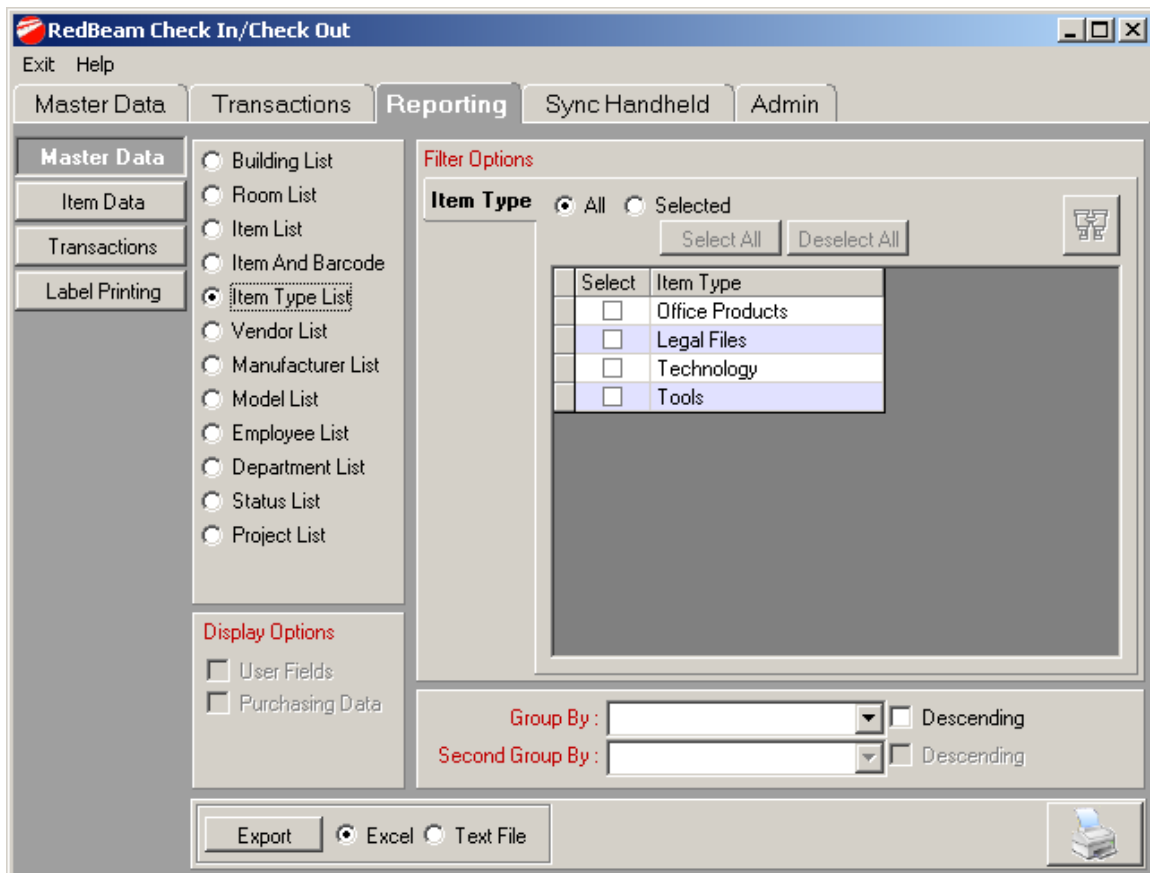 RedBeam Check In/Check Out
Exit Help
Master Data Transactions Reporting Sync Handheld Admin
Master Data
Item Data
Transactions
Label Printing
Building List
Room List
Item List
Item And Barcode
Item Type List
Vendor List
Manufacturer List
Model List
Employee List
Department List
Status List
Project List
Display Options
User Fields
Purchasing Data
Filter Options
Item Type All Selected
Select All Deselect All
Select Item Type
Office Products
Legal Files
Technology
Tools
Group By : Descending
Second Group By : Descending
Export Excel Text File